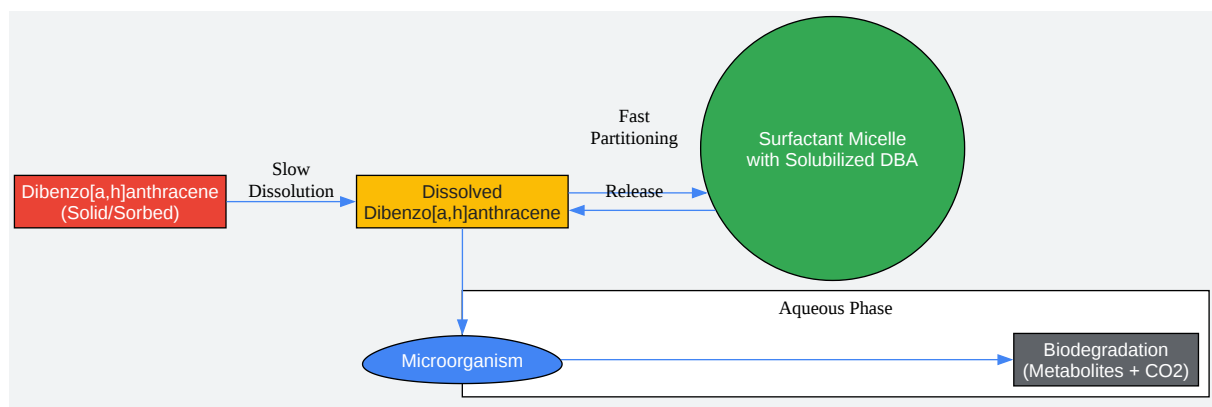 Dibenzo[a,h]anthracene
(Solid/Sorbed)
Slow
Dissolution
Dissolved
Dibenzo[a,h]anthracene
Fast
Partitioning
Release
Surfactant Micelle
with Solubilized DBA
Aqueous Phase
Microorganism
Biodegradation
(Metabolites + CO2)